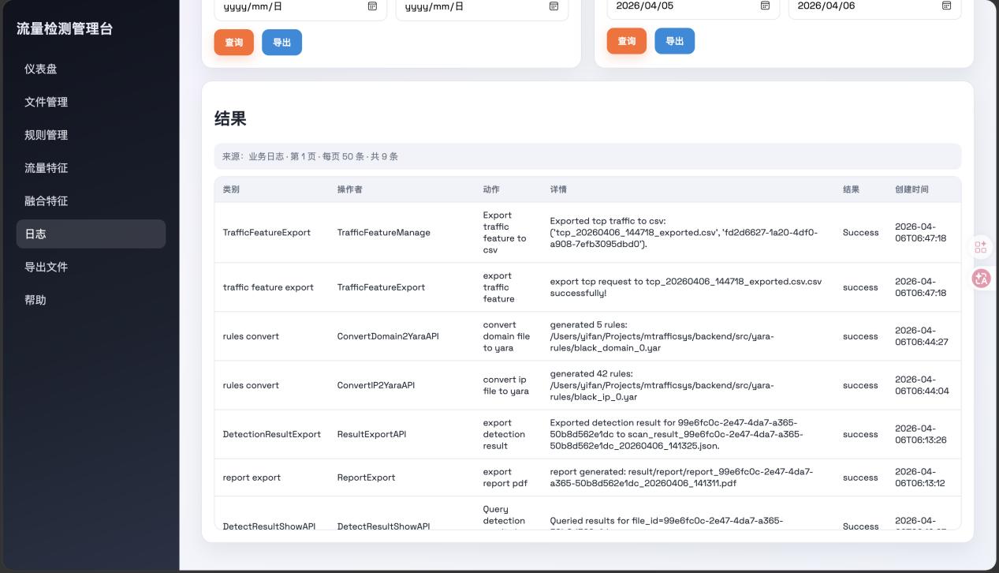 流量检测管理台
仪表盘
文件管理
规则管理
流量特征
融合特征
日志
导出文件
帮助
yyyy/mm/日
yyyy/mm/日
查询
导出
2026/04/05
2026/04/06
查询
导出
结果
来源：业务日志 · 第 1 页 · 每页 50 条 · 共 9 条
类别 操作者 动作 详情 结果 创建时间
TrafficFeatureExport
TrafficFeatureManage
Export
traffic
feature to
csv
Exported tcp traffic to csv:
('tcp_20260406_144718_exported.csv', 'fd2d6627-1a20-4df0-
a908-7efb3095dbd0').
Success
2026-04-
06T06:47:18
traffic feature export
TrafficFeatureExport
export
traffic
feature
export tcp request to tcp_20260406_144718_exported.csv.csv
successfully!
success
2026-04-
06T06:47:18
rules convert
ConvertDomain2YaraAPI
convert
domain file
to yara
generated 5 rules:
/Users/yifan/Projects/mtrafficsys/backend/src/yara-
rules/black_domain_0.yar
success
2026-04-
06T06:44:27
rules convert
ConvertIP2YaraAPI
convert ip
file to yara
generated 42 rules:
/Users/yifan/Projects/mtrafficsys/backend/src/yara-
rules/black_ip_0.yar
success
2026-04-
06T06:44:04
DetectionResultExport
ResultExportAPI
export
detection
result
Exported detection result for 99e6fc0c-2e47-4da7-a365-
50b8d562e1dc to scan_result_99e6fc0c-2e47-4da7-a365-
50b8d562e1dc_20260406_141325.json.
success
2026-04-
06T06:13:26
report export
ReportExport
export
report pdf
report generated: result/report/report_99e6fc0c-2e47-4da7-
a365-50b8d562e1dc_20260406_141311.pdf
success
2026-04-
06T06:13:12
DetectResultShowAPI
DetectResultShowAPI
Query
detection
Queried results for file_id=99e6fc0c-2e47-4da7-a365-
Success
2026-04-